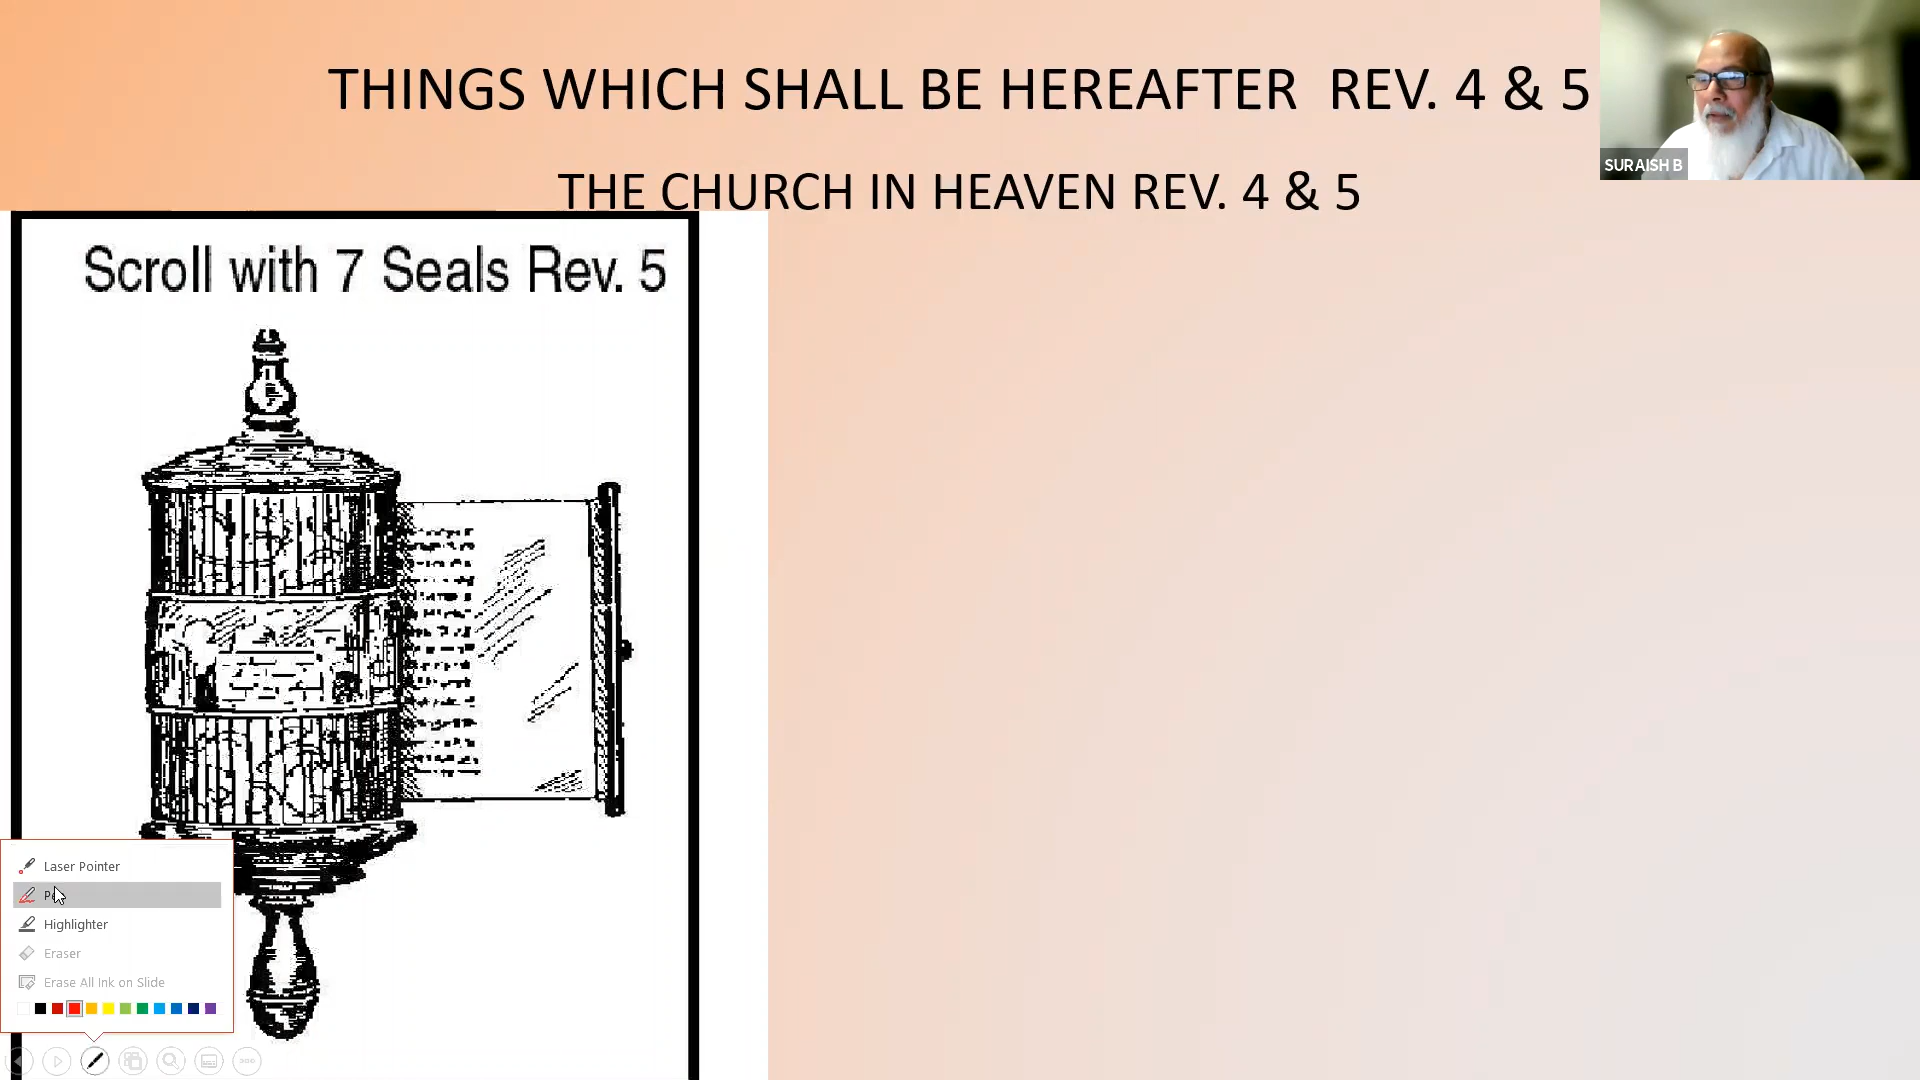 THINGS WHICH SHALL BE HEREAFTER REV. 4 & 5
THE CHURCH IN HEAVEN REV. 4 & 5
SURAISH B
Scroll with 7 Seals Rev. 5
Laser Pointer
Highlighter
Eraser
Erase All Ink on Slide